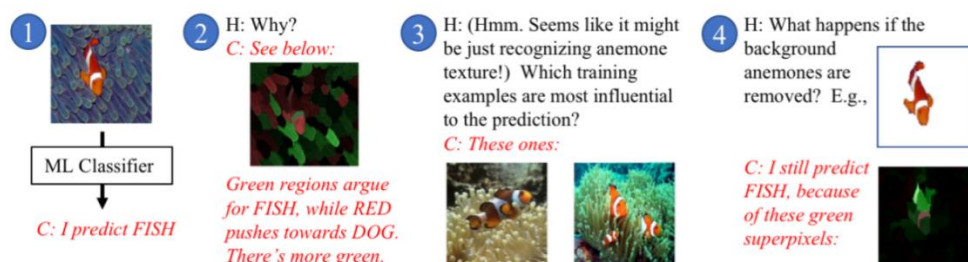 1
ML Classifier
C: I predict FISH
2
H: Why?
C: See below:
Green regions argue
for FISH, while RED
pushes towards DOG.
There's more green.
3
H: (Hmm. Seems like it might
be just recognizing anemone
texture!) Which training
examples are most influential
to the prediction?
C: These ones:
4
H: What happens if the
background
anemones are
removed? E.g.,
C: I still predict
FISH, because
of these green
superpixels: